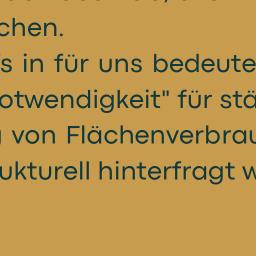 chen.
s in für uns bedeute
otwendigkeit" für stä
von Flächenverbrau
ukturell hinterfragt w